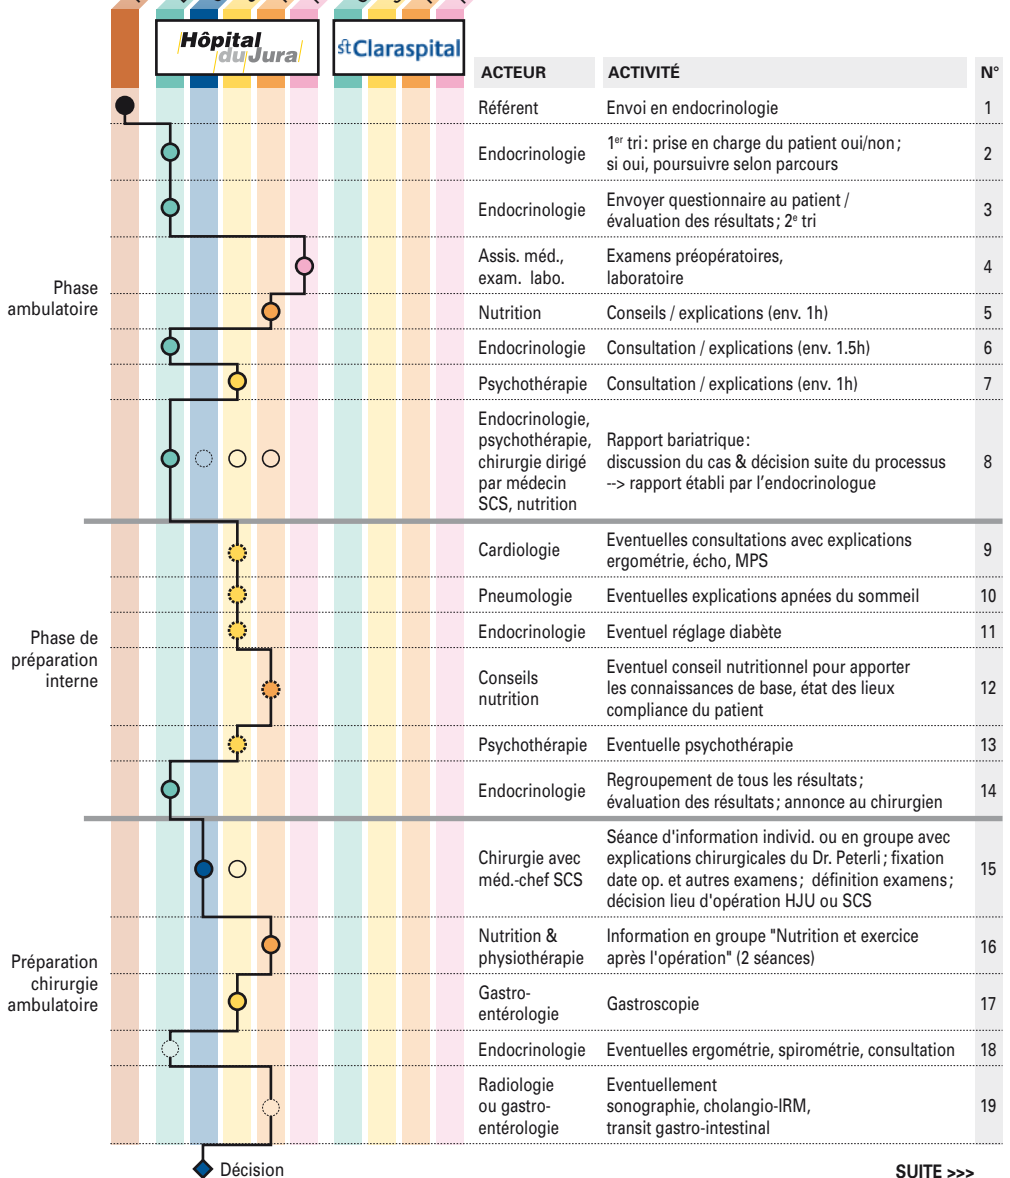 Hôpital
du Jura
st Claraspital
ACTEUR ACTIVITÉ N°
Référent Envoi en endocrinologie 1
Endocrinologie 1er tri: prise en charge du patient oui/non;
si oui, poursuivre selon parcours 2
Endocrinologie Envoyer questionnaire au patient /
évaluation des résultats; 2e tri 3
Phase
ambulatoire
Assis. méd.,
exam. labo.
Examens préopératoires,
laboratoire
4
Nutrition Conseils / explications (env. 1h) 5
Endocrinologie Consultation / explications (env. 1.5h) 6
Psychothérapie Consultation / explications (env. 1h) 7
Endocrinologie,
psychothérapie,
chirurgie dirigé
par médecin
SCS, nutrition
Rapport bariatrique:
discussion du cas & décision suite du processus
--> rapport établi par l'endocrinologue
8
Phase de
préparation
interne
Cardiologie Eventuelles consultations avec explications
ergométrie, écho, MPS 9
Pneumologie Eventuelles explications apnées du sommeil 10
Endocrinologie Eventuel réglage diabète 11
Conseils
nutrition
Eventuel conseil nutritionnel pour apporter
les connaissances de base, état des lieux
compliance du patient
12
Psychothérapie Eventuelle psychothérapie 13
Endocrinologie Regroupement de tous les résultats;
évaluation des résultats; annonce au chirurgien 14
Préparation
chirurgie
ambulatoire
Chirurgie avec
méd.-chef SCS
Séance d'information individ. ou en groupe avec
explications chirurgicales du Dr. Peterli; fixation
date op. et autres examens; définition examens;
décision lieu d'opération HJU ou SCS
15
Nutrition &
physiothérapie
Information en groupe "Nutrition et exercice
après l'opération" (2 séances)
16
Gastro-
entérologie
Gastroscopie
17
Endocrinologie Eventuelles ergométrie, spirométrie, consultation 18
Radiologie
ou gastro-
entérologie
Eventuellement
sonographie, cholangio-IRM,
transit gastro-intestinal
19
Décision
SUITE >>>